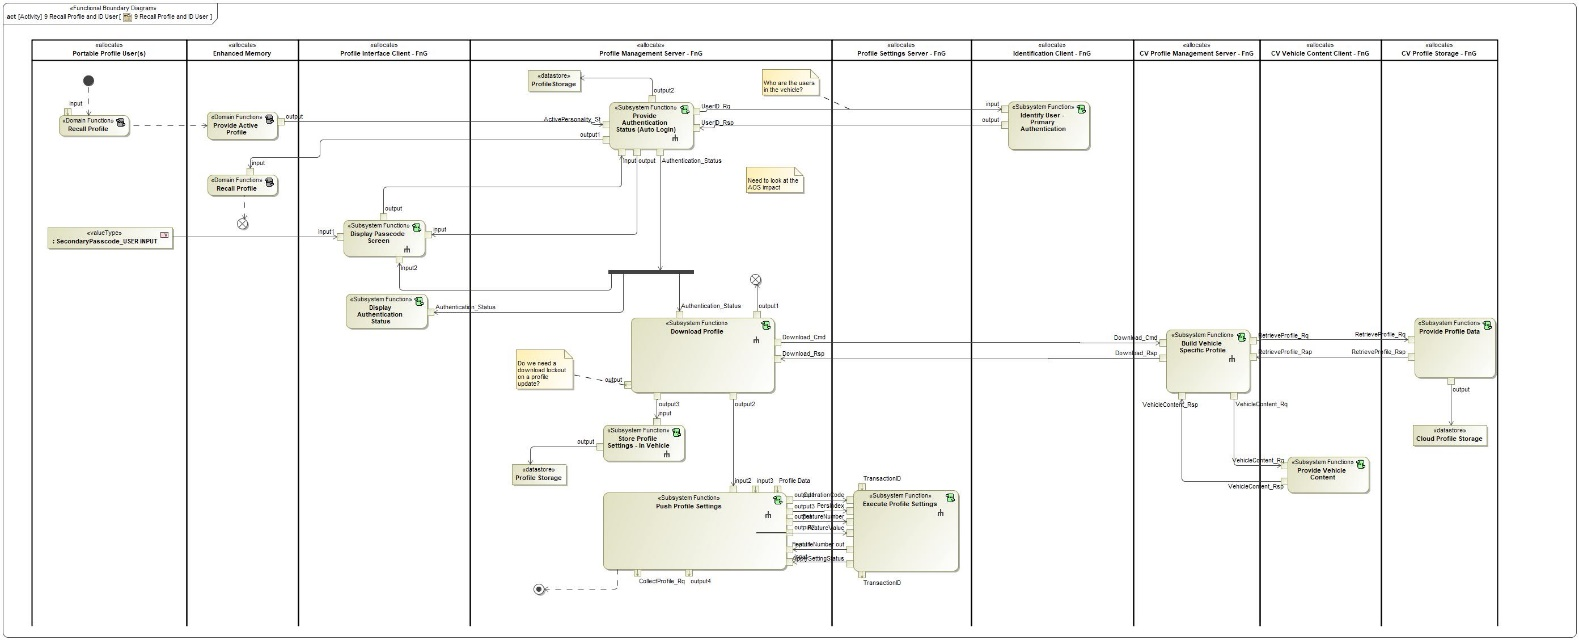 «Functional Boundary Diagram»
act [Activity] 9 Recall Profile and ID User [ 9 Recall Profile and ID User ]
«allocate»
Portable Profile User(s)
«allocate»
Enhanced Memory
«allocate»
Profile Interface Client - FnG
«allocate»
Profile Management Server - FnG
«allocate»
Profile Settings Server - FnG
«allocate»
Identification Client - FnG
«allocate»
CV Profile Management Server - FnG
«allocate»
CV Vehicle Content Client - FnG
«allocate»
CV Profile Storage - FnG
input
«Domain Function»
Recall Profile
«Domain Function»
Provide Active
Profile
output
input
«Domain Function»
Recall Profile
«valueType»
: SecondaryPasscode_USER INPUT
input1
output
«Subsystem Function»
Display Passcode
Screen
input
input2
«Subsystem Function»
Display
Authentication
Status
Authentication_Status
«datastore»
ProfileStorage
output2
«Subsystem Function»
Provide
Authentication
Status (Auto Login)
ActivePersonality_St
output1
UserID_Rq
UserID_Rsp
input
output
Authentication_Status
Who are the users
in the vehicle?
Need to look at the
AOS impact
input
output
«Subsystem Function»
Identify User -
Primary
Authentication
Authentication_Status
output1
«Subsystem Function»
Download Profile
Download_Cmd
Download_Rsp
Do we need a
download lockout
on a profile
update?
output
output3
output2
input
«Subsystem Function»
Store Profile
Settings - In Vehicle
output
«datastore»
Profile Storage
input2
input3
Profile Data
«Subsystem Function»
Push Profile Settings
OperationCode
output3
PersIndex
FeatureNumber
FeatureValue
FeatureNumber.out
CollectProfile_Rq
output4
TransactionID
«Subsystem Function»
Execute Profile Settings
TransactionID
Download_Cmd
Download_Rsp
«Subsystem Function»
Build Vehicle
Specific Profile
RetrieveProfile_Rq
RetrieveProfile_Rsp
RetrieveProfile_Rq
RetrieveProfile_Rsp
«Subsystem Function»
Provide Profile Data
output
«datastore»
Cloud Profile Storage
VehicleContent_Rsp
VehicleContent_Rq
VehicleContent_Rq
VehicleContent_Rsp
«Subsystem Function»
Provide Vehicle
Content